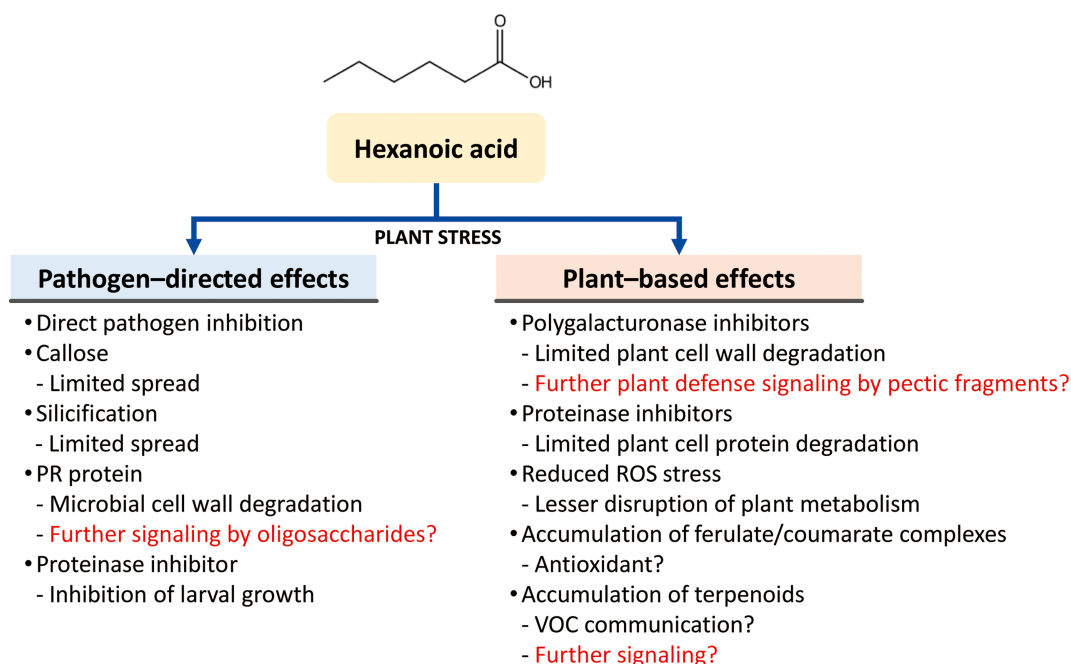 O
OH
Hexanoic acid
PLANT STRESS
Pathogen–directed effects
•Direct pathogen inhibition
•Callose
- Limited spread
•Silicification
- Limited spread
•PR protein
- Microbial cell wall degradation
- Further signaling by oligosaccharides?
•Proteinase inhibitor
- Inhibition of larval growth
Plant–based effects
•Polygalacturonase inhibitors
- Limited plant cell wall degradation
- Further plant defense signaling by pectic fragments?
•Proteinase inhibitors
- Limited plant cell protein degradation
•Reduced ROS stress
- Lesser disruption of plant metabolism
•Accumulation of ferulate/coumarate complexes
- Antioxidant?
•Accumulation of terpenoids
- VOC communication?
- Further signaling?